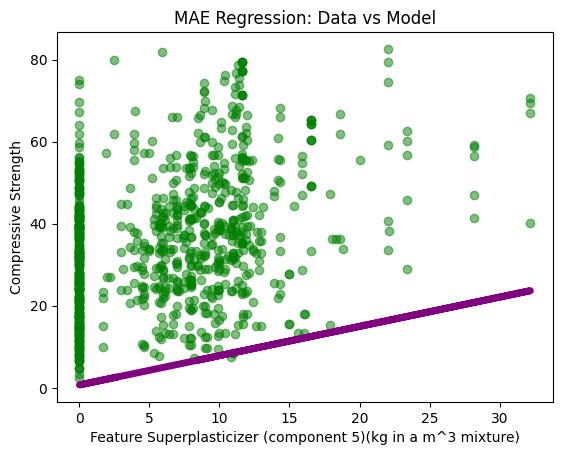 MAE Regression: Data vs Model
Compressive Strength
80
60
40
20
0
0 5 10 15 20 25 30
Feature Superplasticizer (component 5)(kg in a m^3 mixture)